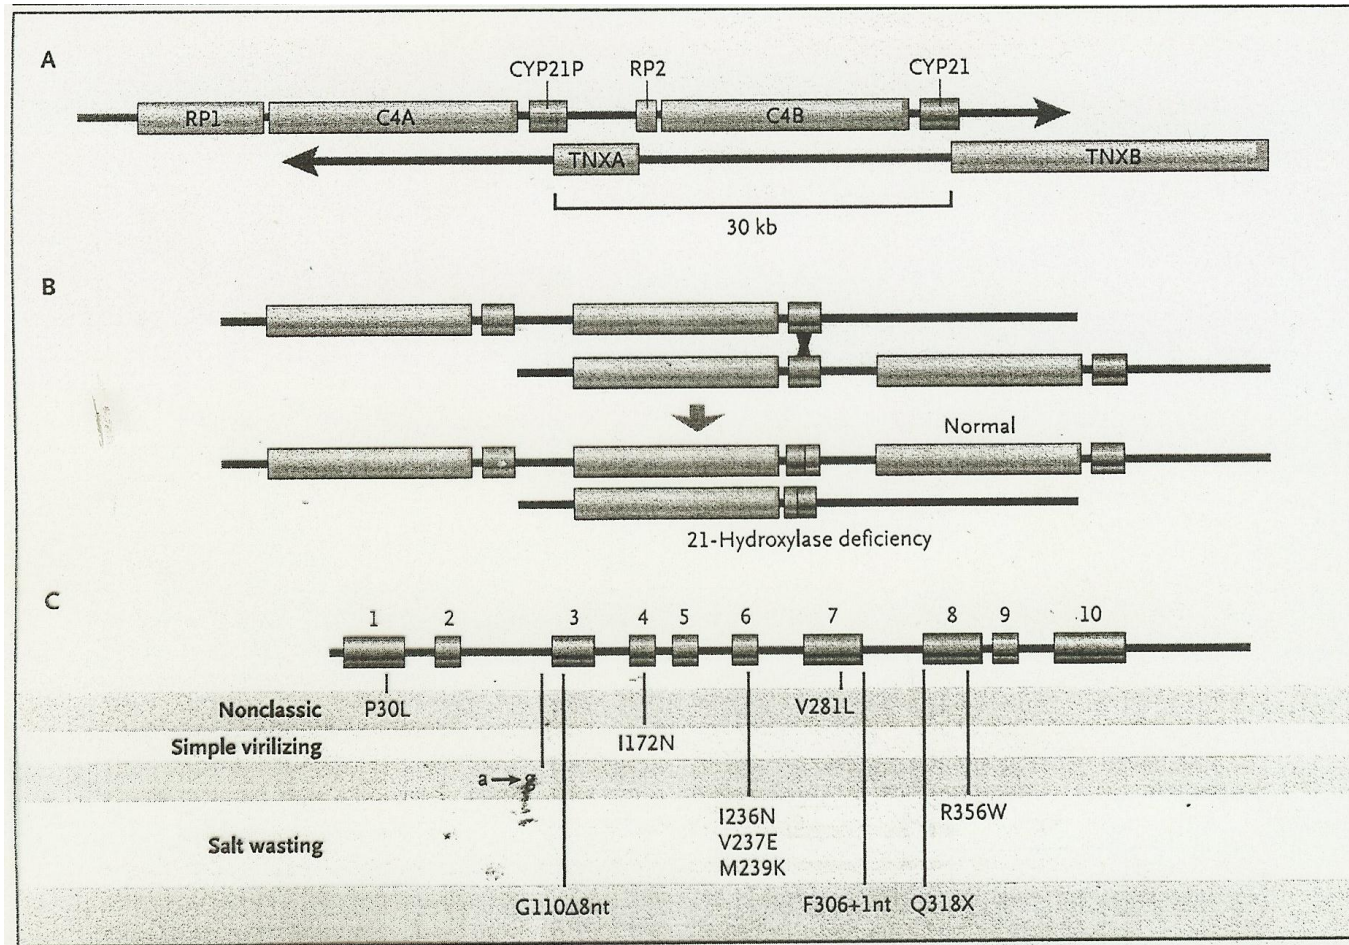 A
CYP21P RP2 CYP21
RP1 C4A C4B
TNXA TNXB
30 kb
B
Normal
21-Hydroxylase deficiency
C
1 2 3 4 5 6 7 8 9 10
Nonclassic P30L V281L
Simple virilizing I172N
a→g
I236N R356W
V237E
Salt wasting
M239K
G110Δ8nt F306+1nt Q318X